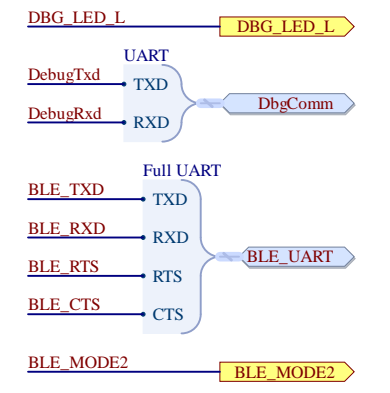 DBG_LED_L DBG_LED_L
UART
DebugTxd TXD
DbgComm
DebugRxd RXD
Full UART
BLE_TXD TXD
BLE_RXD RXD
BLE_UART
BLE_RTS RTS
BLE_CTS CTS
BLE_MODE2 BLE_MODE2